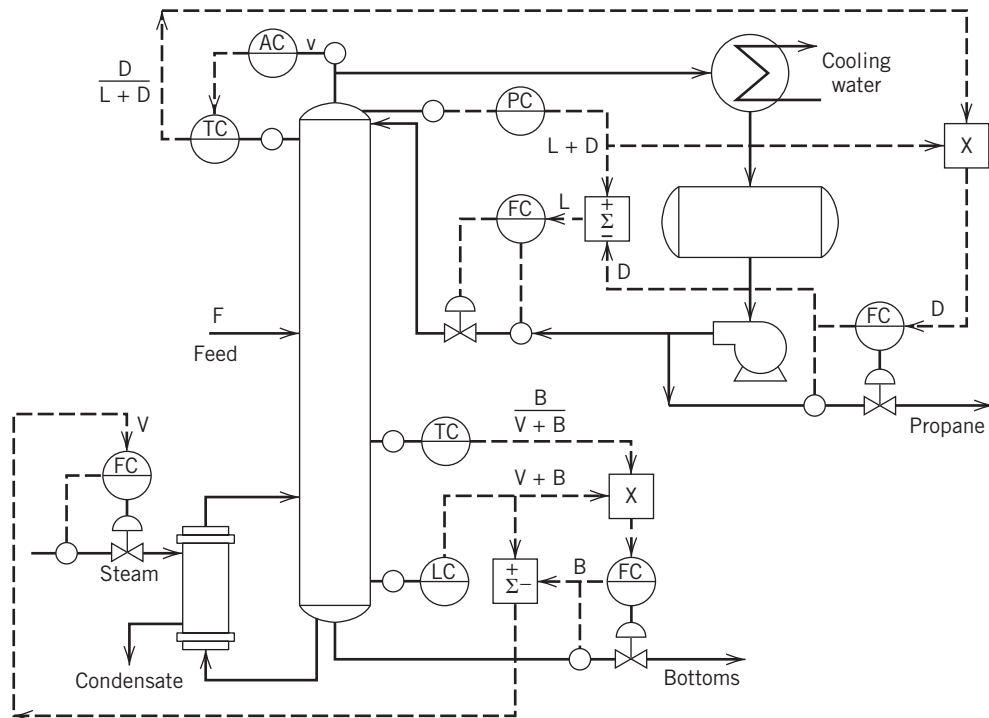 AC
v
D
L + D
TC
PC
Cooling
water
L + D
X
FC
L
+
Σ
−
D
FC
D
F
Feed
Propane
B
V + B
TC
V
FC
V + B
X
Steam
LC
+
Σ−
B
FC
Condensate
Bottoms